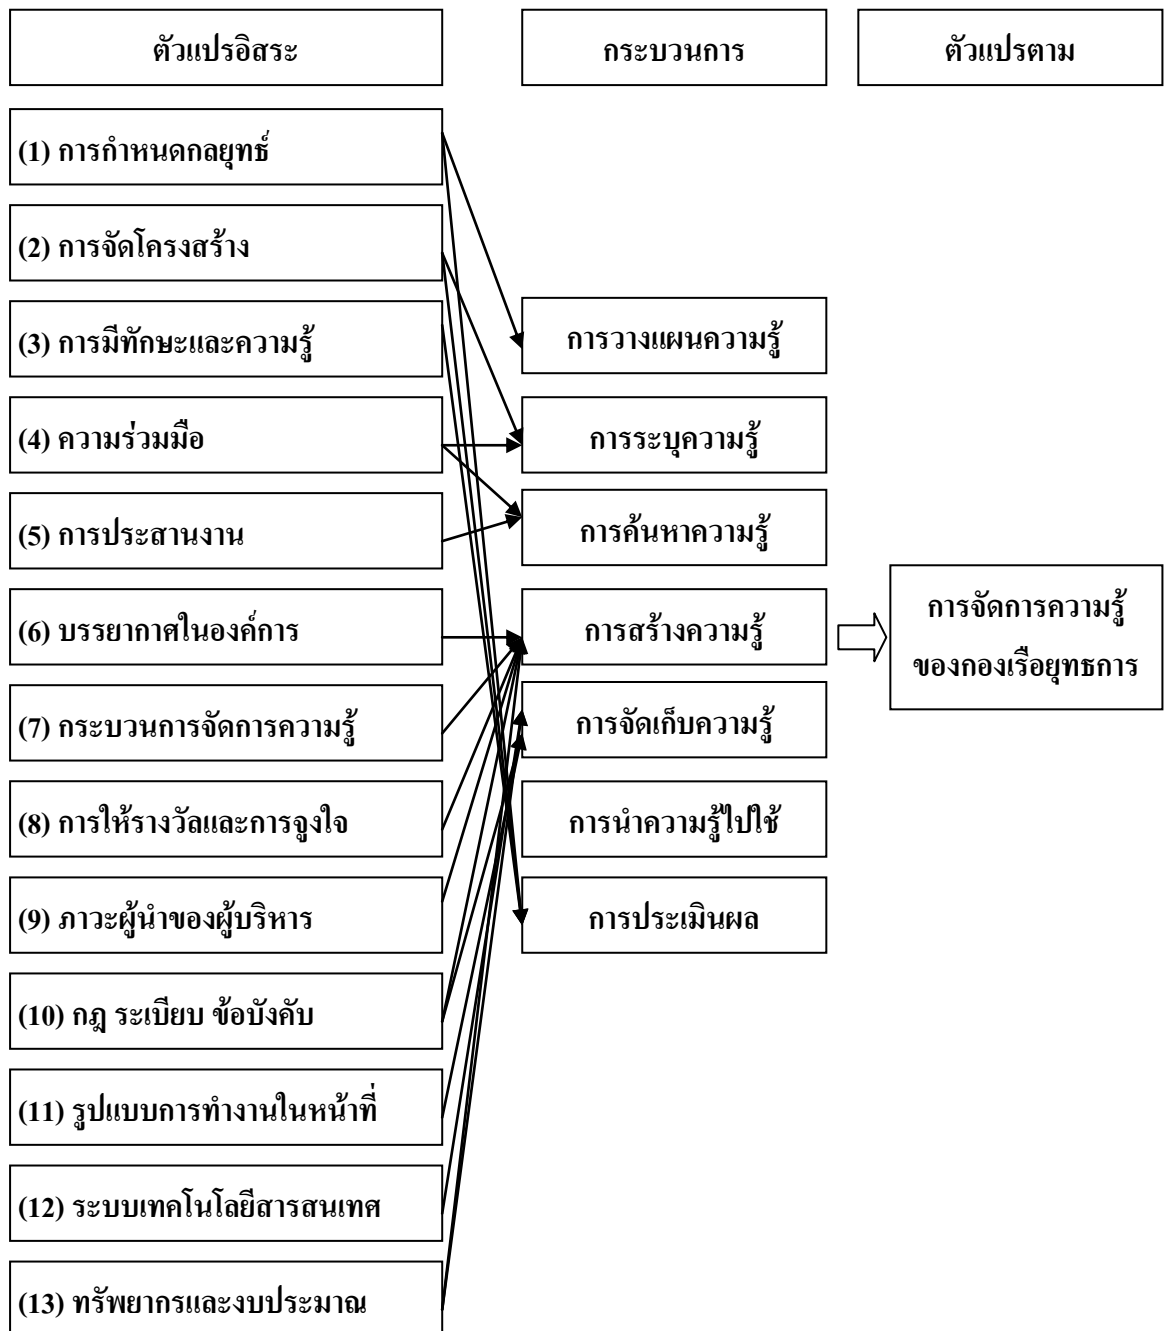 ตัวแปรอิสระ
กระบวนการ
ตัวแปรตาม
(1) การกำหนดกลยุทธ์
(2) การจัดโครงสร้าง
(3) การมีทักษะและความรู้
(4) ความร่วมมือ
(5) การประสานงาน
(6) บรรยากาศในองค์การ
(7) กระบวนการจัดการความรู้
(8) การให้รางวัลและการจูงใจ
(9) ภาวะผู้นำของผู้บริหาร
(10) กฎ ระเบียบ ข้อบังคับ
(11) รูปแบบการทำงานในหน้าที่
(12) ระบบเทคโนโลยีสารสนเทศ
(13) ทรัพยากรและงบประมาณ
การวางแผนความรู้
การระบุความรู้
การค้นหาความรู้
การสร้างความรู้
การจัดเก็บความรู้
การนำความรู้ไปใช้
การประเมินผล
การจัดการความรู้
ของกองเรือยุทธการ